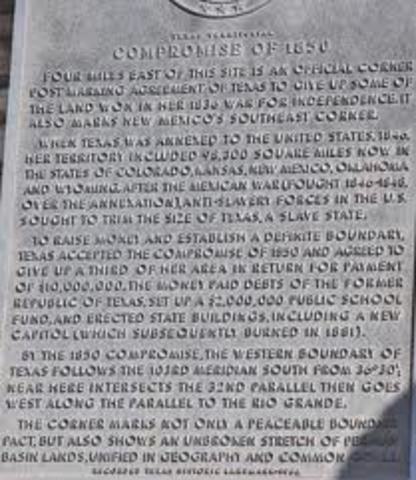 TEXAS
COMPROMISE OF 1850
FOUR MILES EAST OF THIS SITE IS AN OFFICIAL CORNER
POST MARKING AGREEMENT OF TEXAS TO GIVE UP SOME OF
THE LAND WON IN HER 1836 WAR FOR INDEPENDENCE. IT
ALSO MARKS NEW MEXICO'S SOUTHEAST CORNER.
WHEN TEXAS WAS ANNEXED TO THE UNITED STATES, 1846,
HER TERRITORY INCLUDED 98,300 SQUARE MILES NOW IN
THE STATES OF COLORADO, KANSAS, NEW MEXICO, OKLAHOMA
AND WYOMING. AFTER THE MEXICAN WAR (FOUGHT 1846-1848,
OVER THE ANNEXATION), ANTI-SLAVERY FORCES IN THE U.S.
SOUGHT TO TRIM THE SIZE OF TEXAS, A SLAVE STATE.
TO RAISE MONEY AND ESTABLISH A DEFINITE BOUNDARY,
TEXAS ACCEPTED THE COMPROMISE OF 1850 AND AGREED TO
GIVE UP A THIRD OF HER AREA IN RETURN FOR PAYMENT
OF $10,000,000. THE MONEY PAID DEBTS OF THE FORMER
REPUBLIC OF TEXAS, SET UP A $2,000,000 PUBLIC SCHOOL
FUND, AND ERECTED STATE BUILDINGS, INCLUDING A NEW
CAPITOL (WHICH SUBSEQUENTLY BURNED IN 1881).
BY THE 1850 COMPROMISE, THE WESTERN BOUNDARY OF
TEXAS FOLLOWS THE 103RD MERIDIAN SOUTH FROM 36°30';
NEAR HERE INTERSECTS THE 32ND PARALLEL THEN GOES
WEST ALONG THE PARALLEL TO THE RIO GRANDE.
THE CORNER MARKS NOT ONLY A PEACEABLE BOUNDARY
PACT, BUT ALSO SHOWS AN UNBROKEN STRETCH OF PERMIAN
BASIN LANDS, UNIFIED IN GEOGRAPHY AND COMMON GOALS.
RECORDED TEXAS HISTORIC